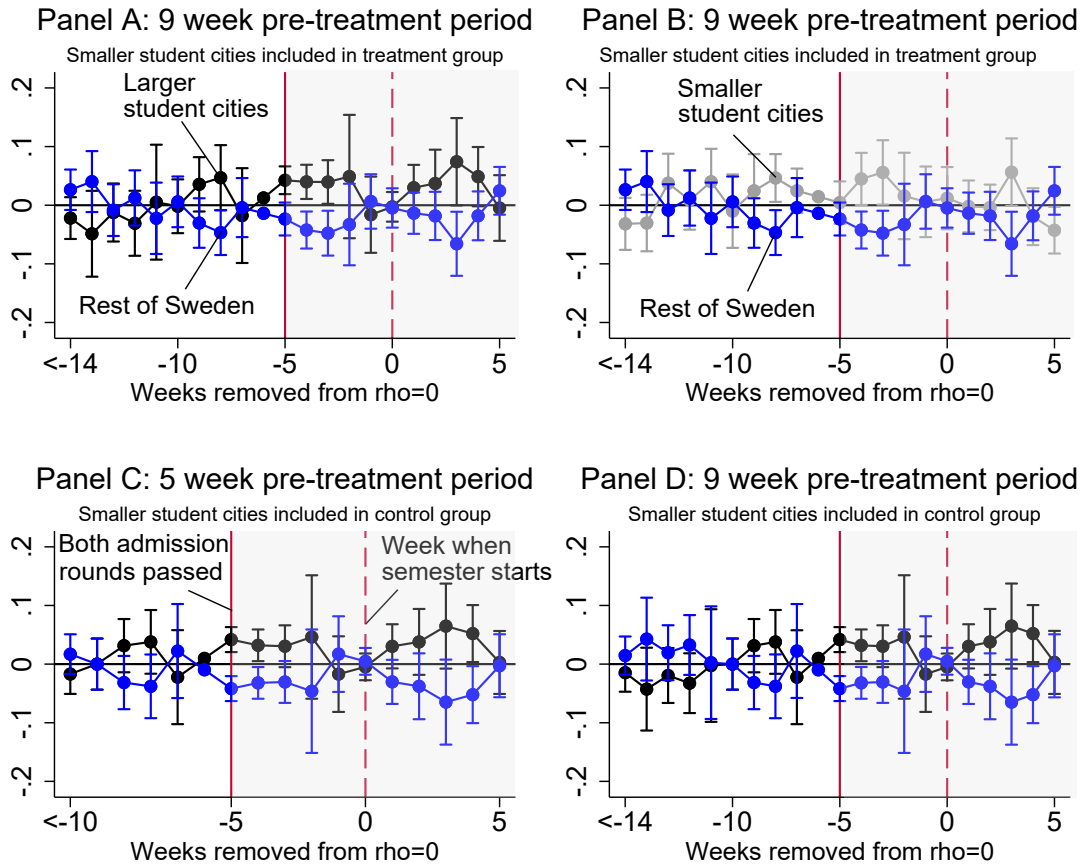 Panel A: 9 week pre-treatment period
Smaller student cities included in treatment group
Larger
student cities
Rest of Sweden
.2
.1
0
-.1
-.2
<-14
-10
-5
0
5
Weeks removed from rho=0
Panel B: 9 week pre-treatment period
Smaller student cities included in treatment group
Smaller
student cities
Rest of Sweden
.2
.1
0
-.1
-.2
<-14
-10
-5
0
5
Weeks removed from rho=0
Panel C: 5 week pre-treatment period
Smaller student cities included in control group
Both admission
rounds passed
Week when
semester starts
.2
.1
0
-.1
-.2
<-10
-5
0
5
Weeks removed from rho=0
Panel D: 9 week pre-treatment period
Smaller student cities included in control group
.2
.1
0
-.1
-.2
<-14
-10
-5
0
5
Weeks removed from rho=0